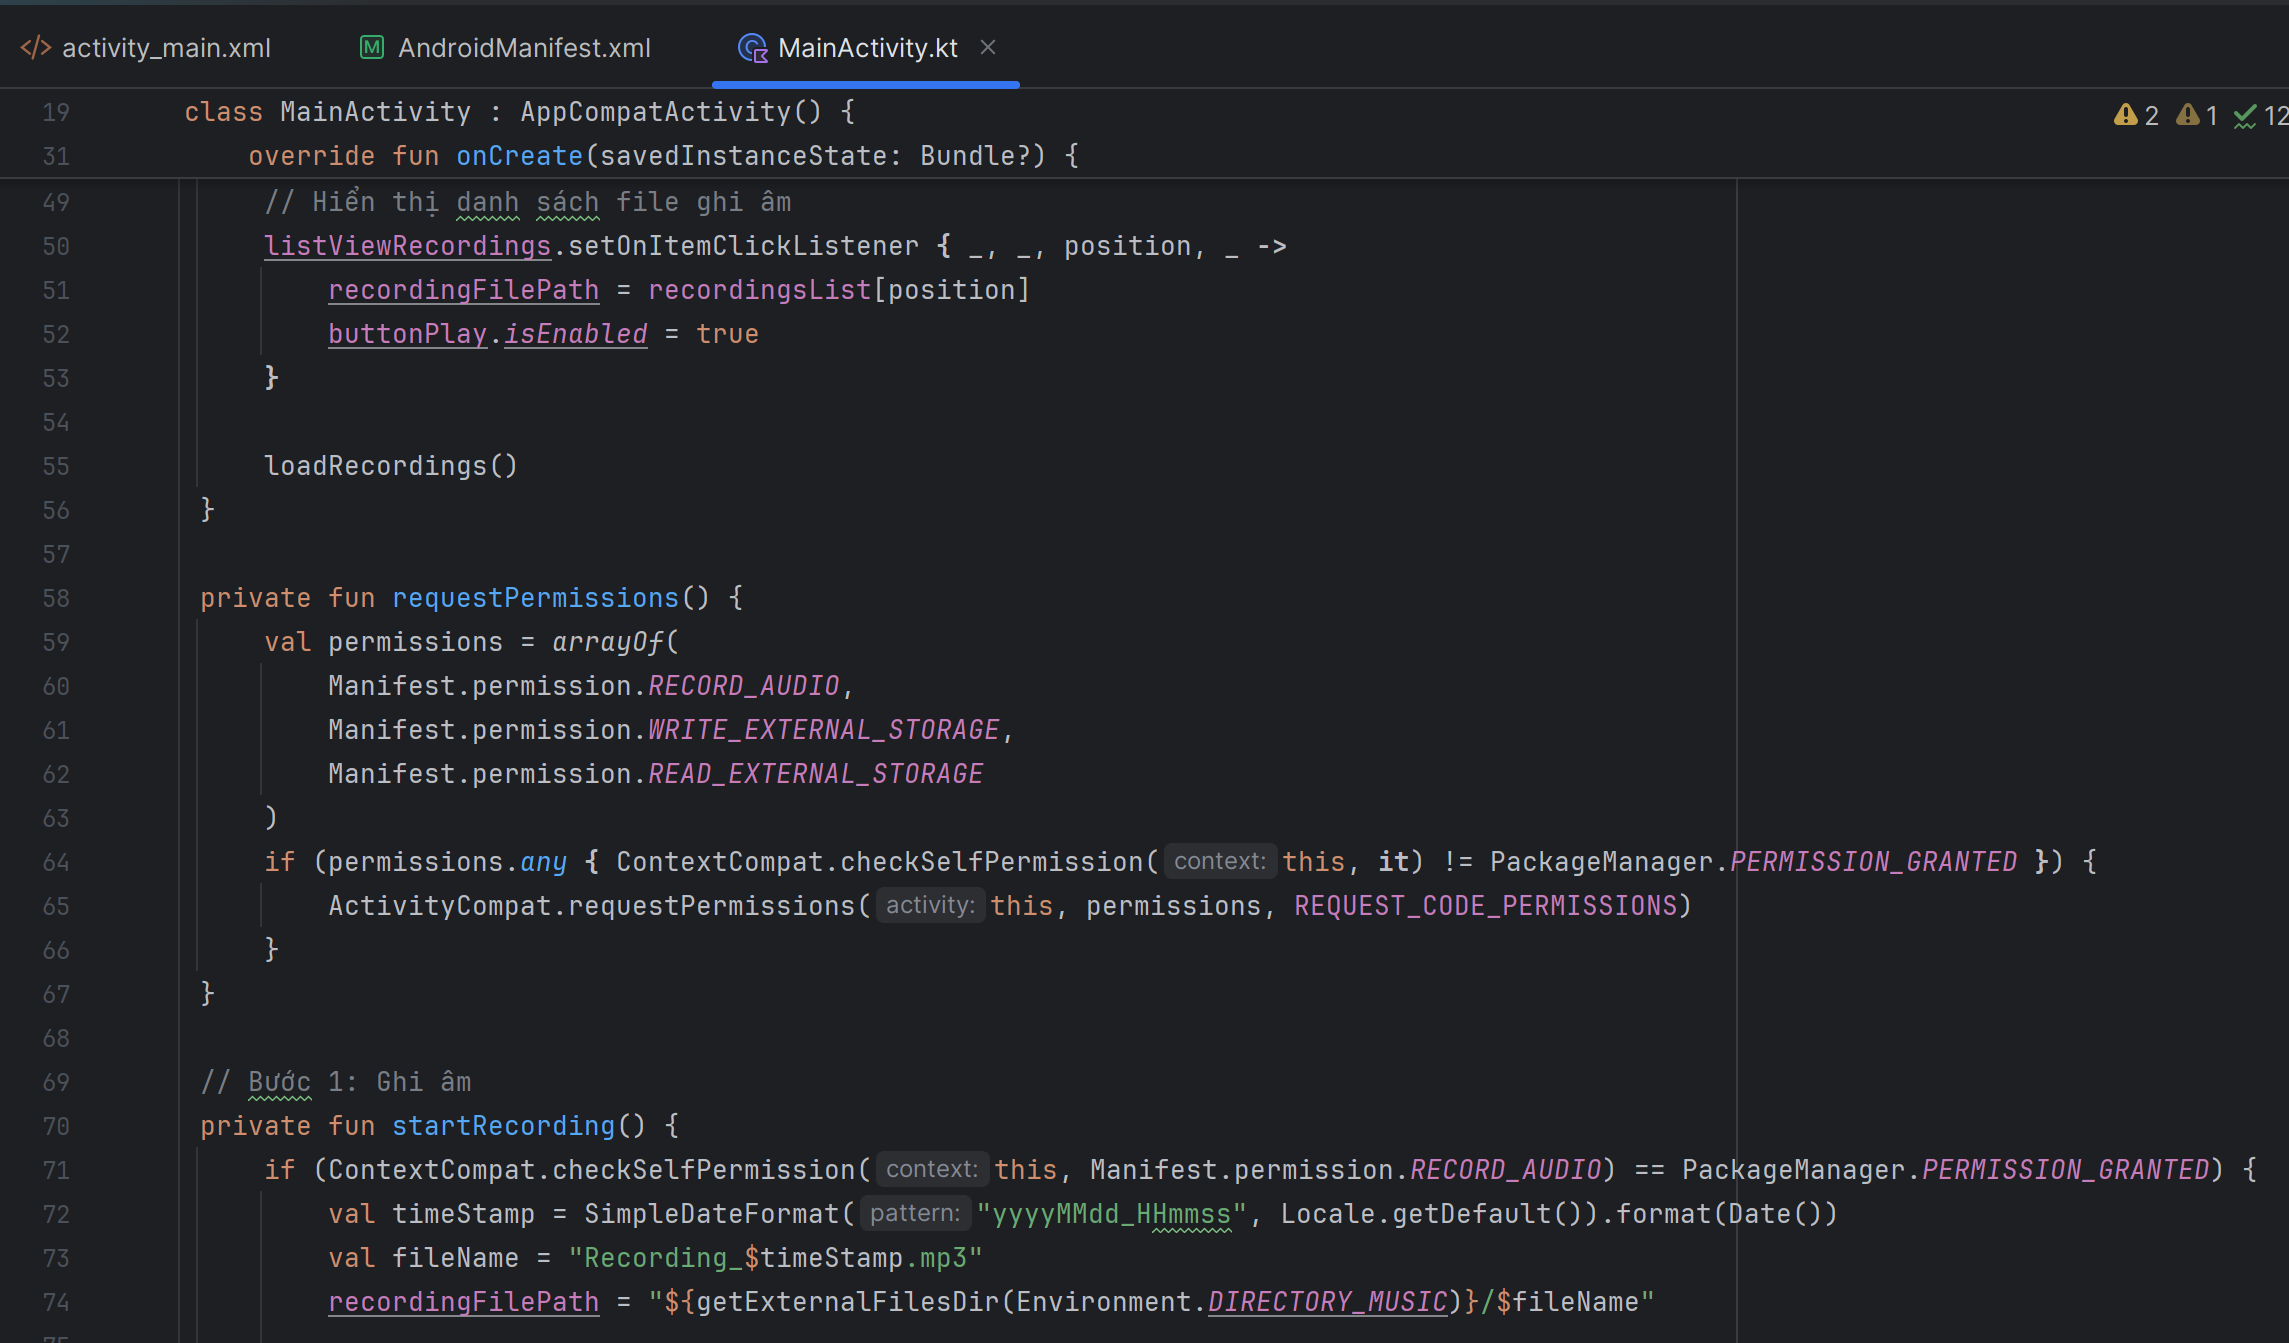 activity_main.xml AndroidManifest.xml MainActivity.kt
19 class MainActivity : AppCompatActivity() { 2 1 12
31 override fun onCreate(savedInstanceState: Bundle?) {
49 // Hiển thị danh sách file ghi âm
50 listViewRecordings.setOnItemClickListener { _, _, position, _ ->
51 recordingFilePath = recordingsList[position]
52 buttonPlay.isEnabled = true
53 }
54
55 loadRecordings()
56 }
57
58 private fun requestPermissions() {
59 val permissions = arrayOf(
60 Manifest.permission.RECORD_AUDIO,
61 Manifest.permission.WRITE_EXTERNAL_STORAGE,
62 Manifest.permission.READ_EXTERNAL_STORAGE
63 )
64 if (permissions.any { ContextCompat.checkSelfPermission( context: this, it) != PackageManager.PERMISSION_GRANTED }) {
65 ActivityCompat.requestPermissions( activity: this, permissions, REQUEST_CODE_PERMISSIONS)
66 }
67 }
68
69 // Bước 1: Ghi âm
70 private fun startRecording() {
71 if (ContextCompat.checkSelfPermission( context: this, Manifest.permission.RECORD_AUDIO) == PackageManager.PERMISSION_GRANTED) {
72 val timeStamp = SimpleDateFormat( pattern: "yyyyMMdd_HHmmss", Locale.getDefault()).format(Date())
73 val fileName = "Recording_$timeStamp.mp3"
74 recordingFilePath = "${getExternalFilesDir(Environment.DIRECTORY_MUSIC)}/$fileName"